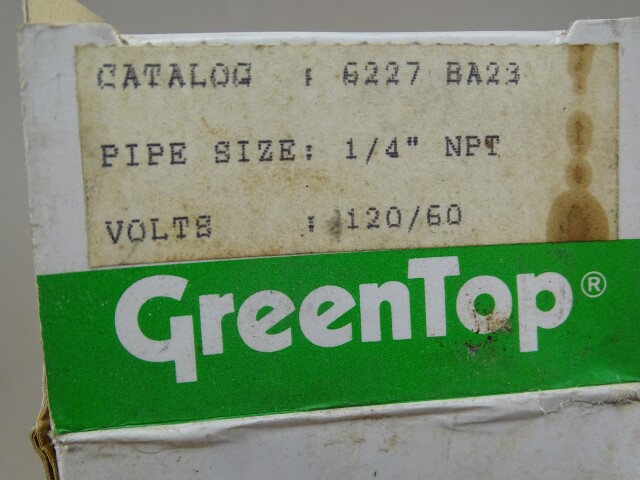 CATALOG : 6227 BA23
PIPE SIZE: 1/4" NPT
VOLTS : 120/60
GreenTop®